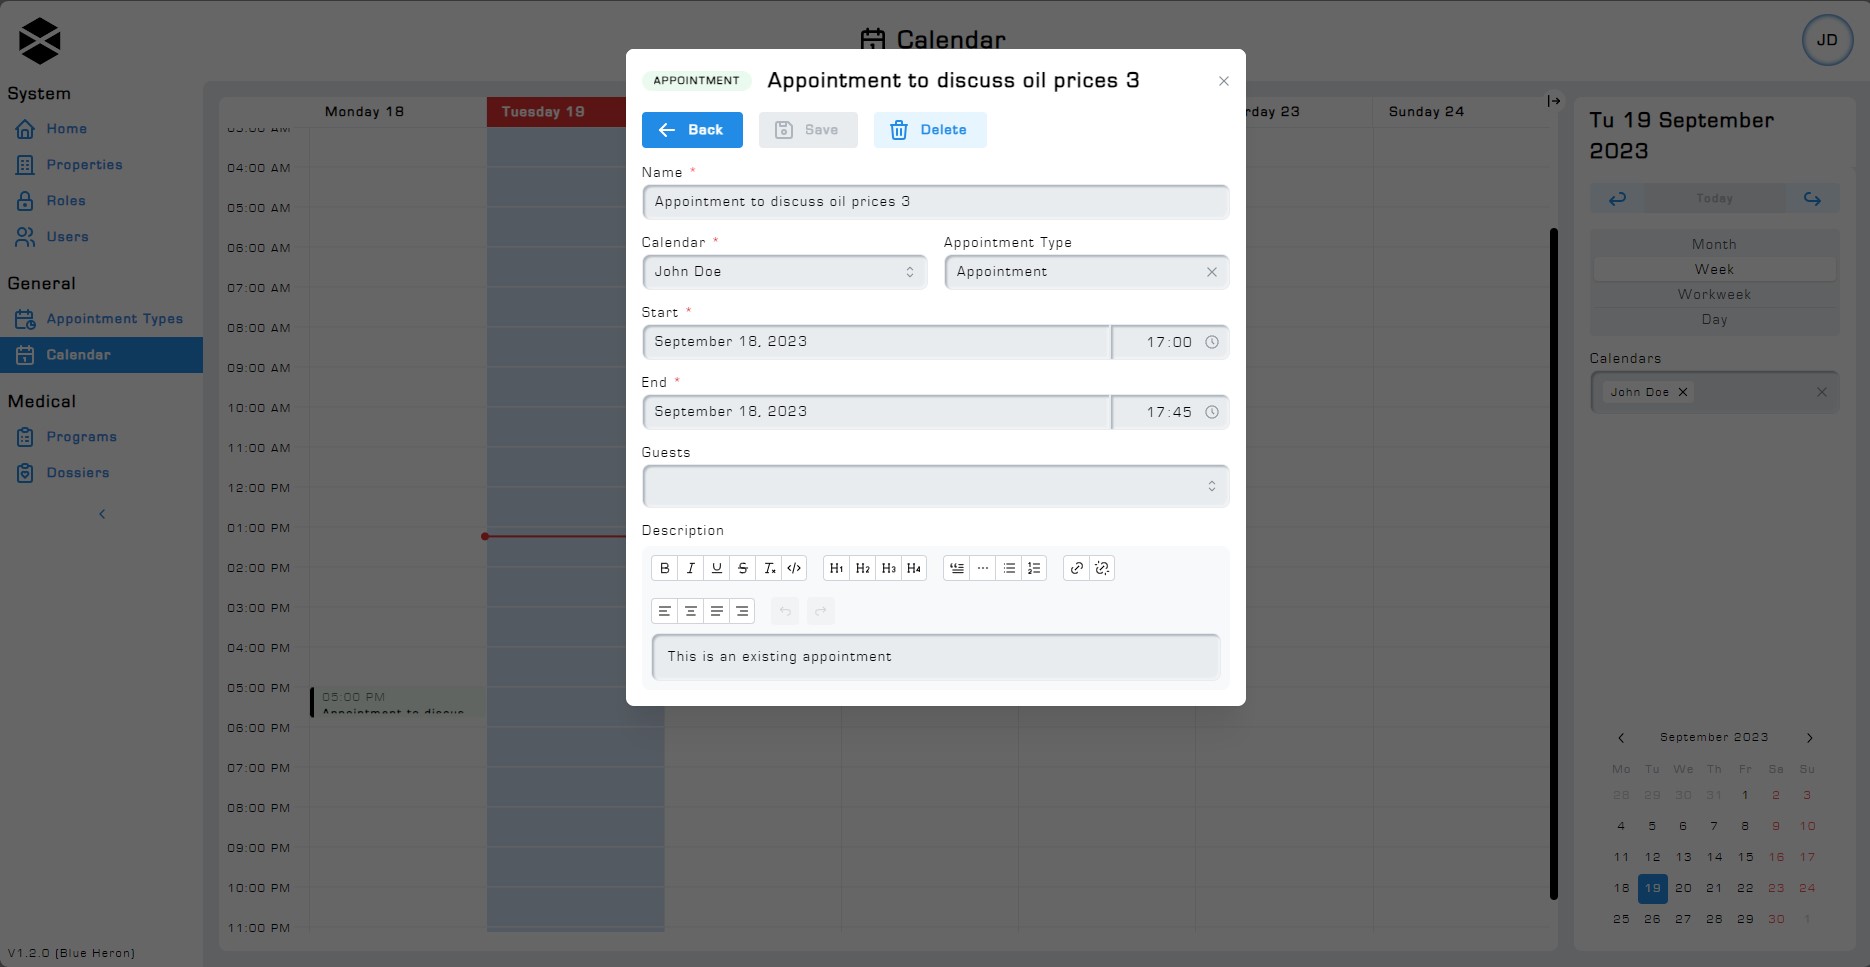 Calendar
JD
System
Home
Properties
Roles
Users
General
Appointment Types
Calendar
Medical
Programs
Dossiers
V1.2.0 (Blue Heron)
Monday 18
Tuesday 19
rday 23
Sunday 24
03:00 AM
04:00 AM
05:00 AM
06:00 AM
07:00 AM
08:00 AM
09:00 AM
10:00 AM
11:00 AM
12:00 PM
01:00 PM
02:00 PM
03:00 PM
04:00 PM
05:00 PM
06:00 PM
07:00 PM
08:00 PM
09:00 PM
10:00 PM
11:00 PM
05:00 PM
Appointment to discus
APPOINTMENT
Appointment to discuss oil prices 3
Back
Save
Delete
Name *
Appointment to discuss oil prices 3
Calendar *
Appointment Type
John Doe
Appointment
Start *
September 18, 2023
17:00
End *
September 18, 2023
17:45
Guests
Description
B I U S Tx </> H1 H2 H3 H4
This is an existing appointment
Tu 19 September
2023
Today
Month
Week
Workweek
Day
Calendars
John Doe
September 2023
Mo Tu We Th Fr Sa Su
28 29 30 31 1 2 3
4 5 6 7 8 9 10
11 12 13 14 15 16 17
18 19 20 21 22 23 24
25 26 27 28 29 30 1